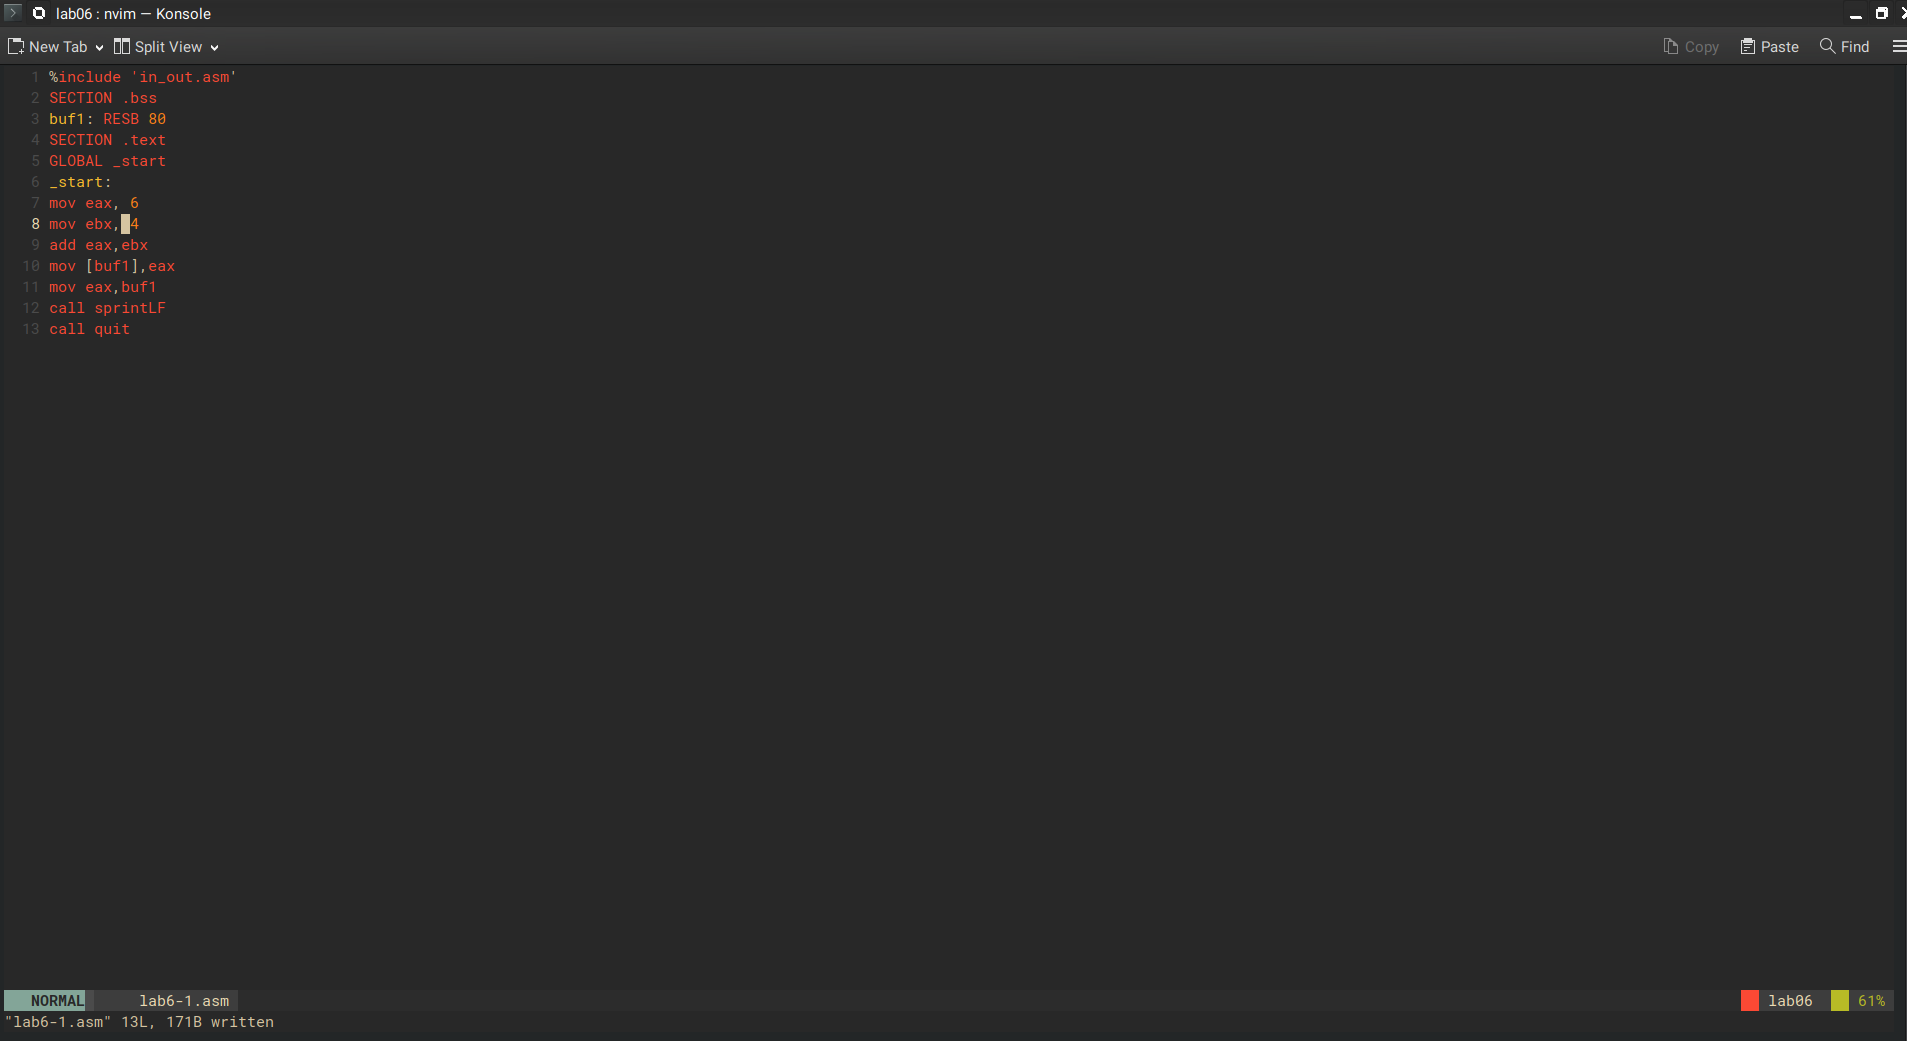 lab06 : nvim — Konsole
New Tab Split View Copy Paste Find
1 %include 'in_out.asm'
2 SECTION .bss
3 buf1: RESB 80
4 SECTION .text
5 GLOBAL _start
6 _start:
7 mov eax, 6
8 mov ebx, 4
9 add eax,ebx
10 mov [buf1],eax
11 mov eax,buf1
12 call sprintLF
13 call quit
NORMAL lab6-1.asm lab06 61%
"lab6-1.asm" 13L, 171B written